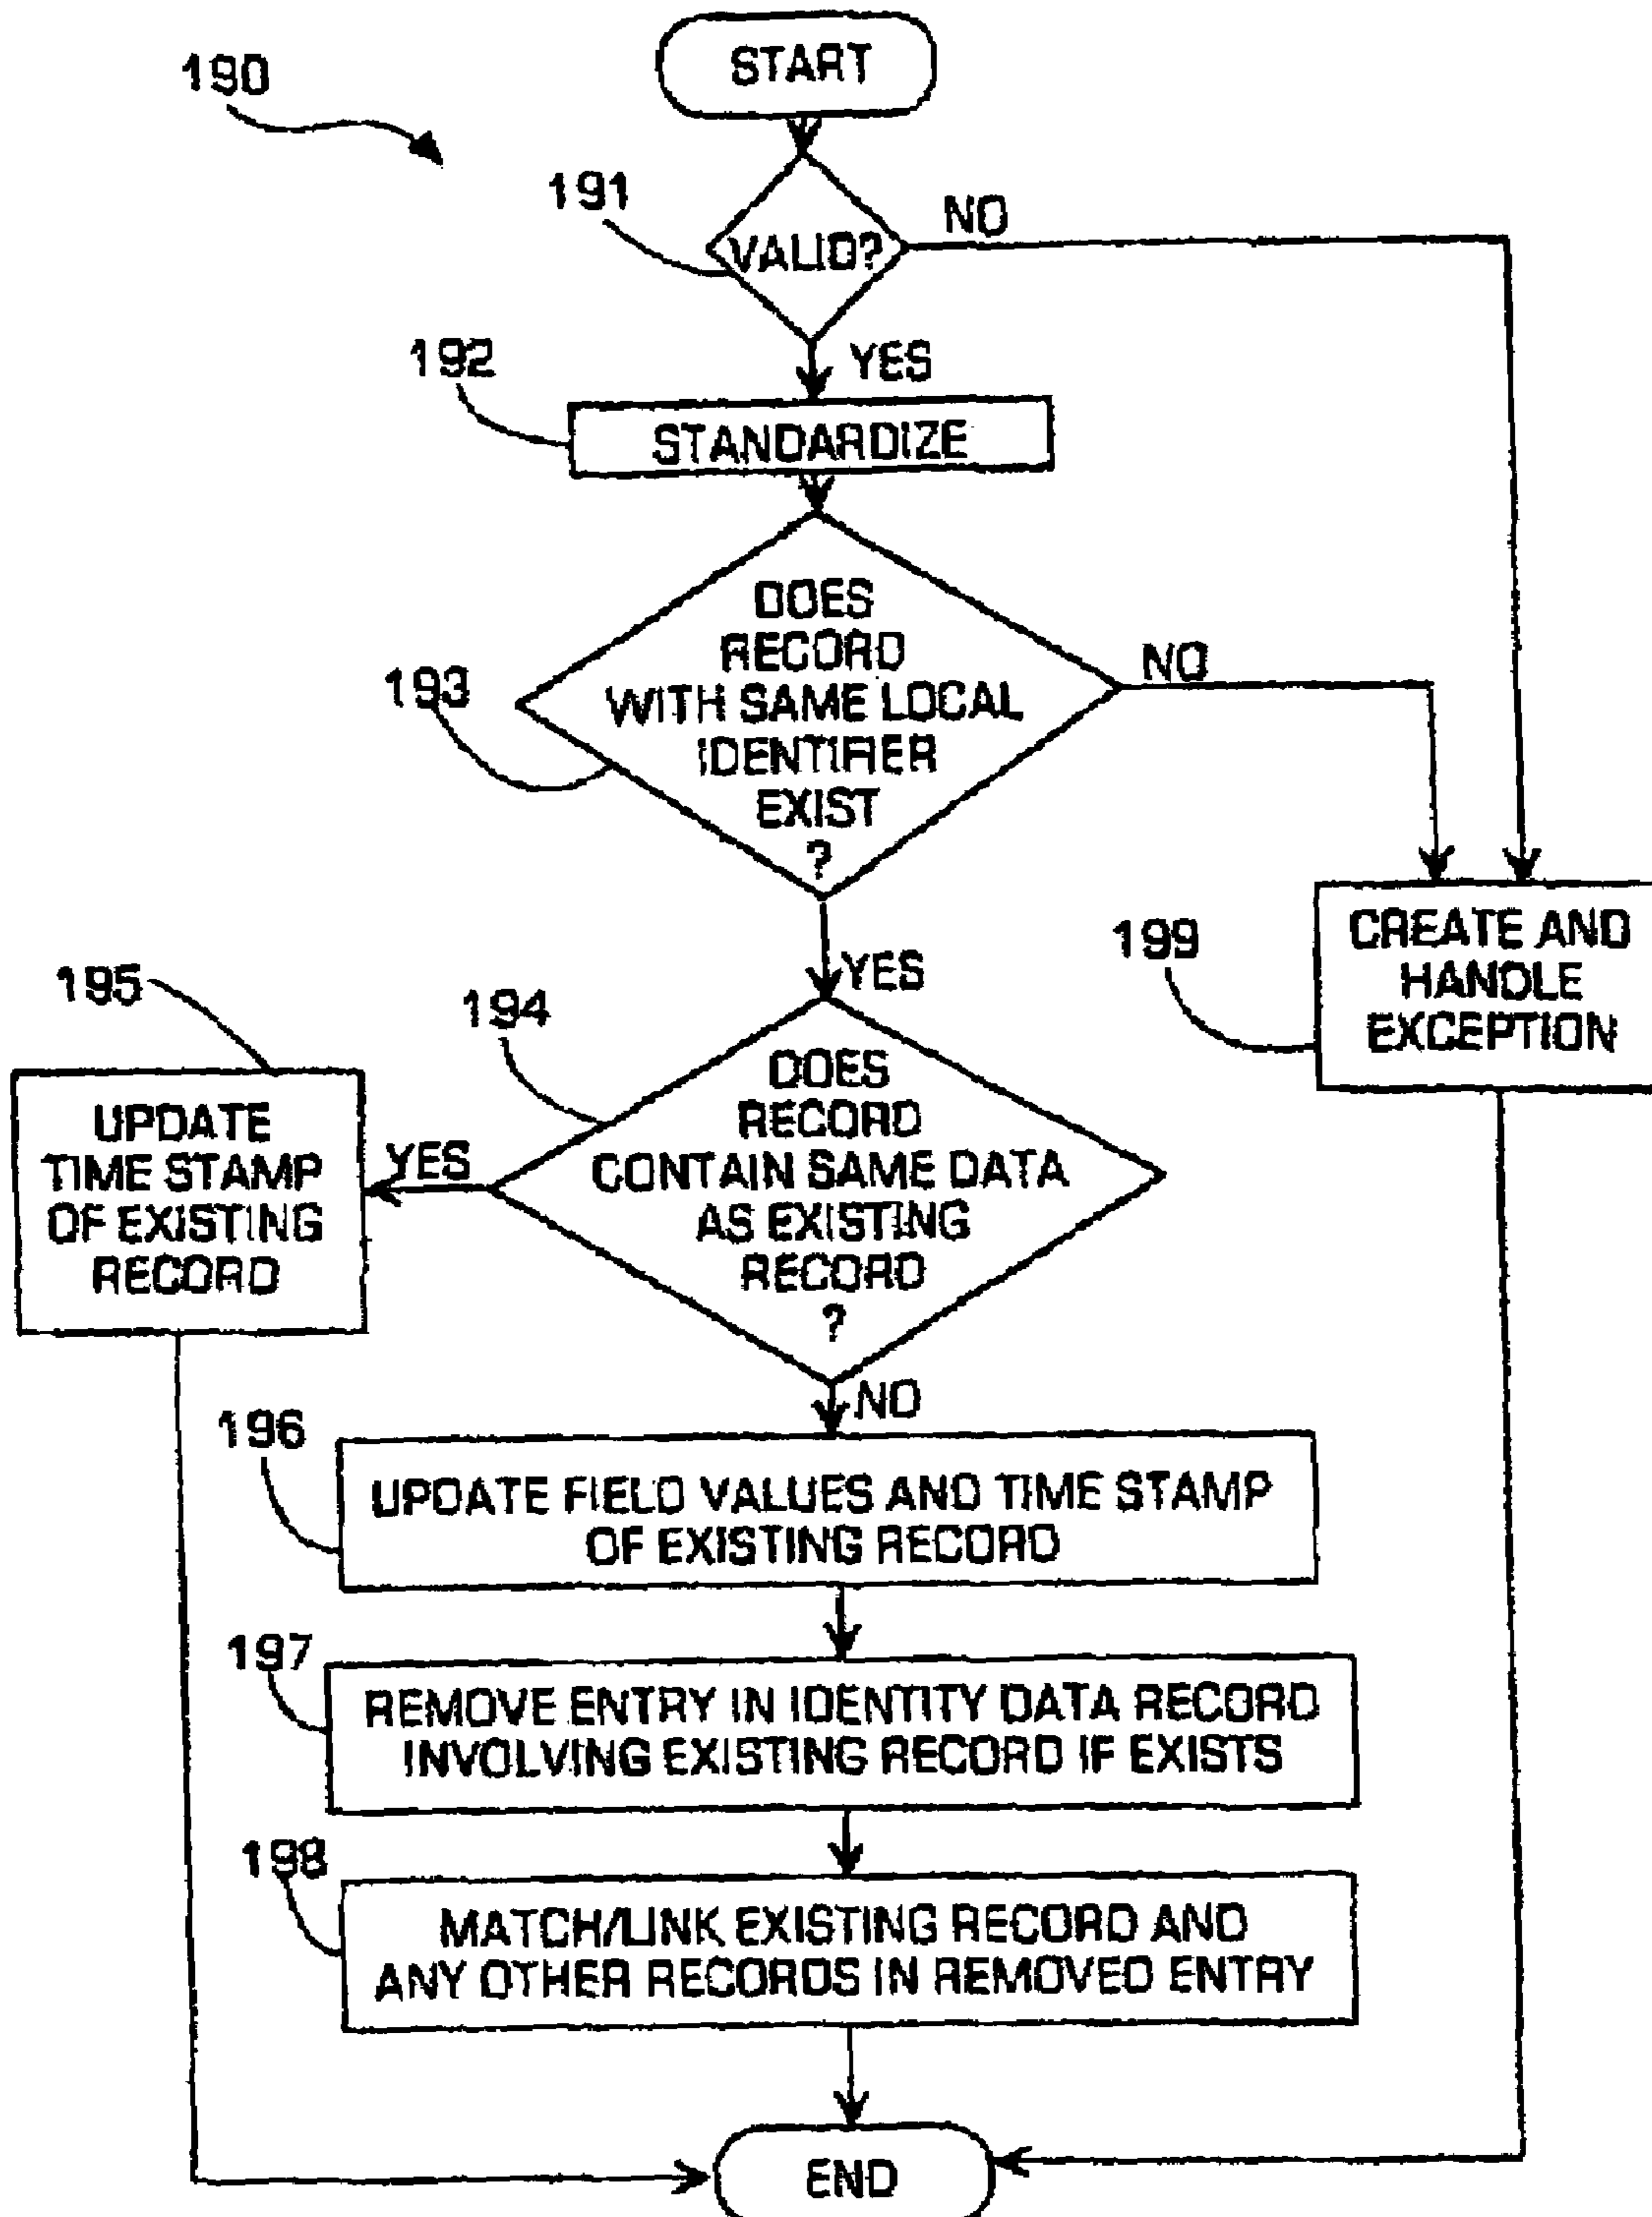 START
190
191
VALID?
NO
YES
192
STANDARDIZE
DOES
RECORD
WITH SAME LOCAL
IDENTIFIER
EXIST
?
193
NO
YES
199
CREATE AND
HANDLE
EXCEPTION
195
194
UPDATE
TIME STAMP
OF EXISTING
RECORD
YES
DOES
RECORD
CONTAIN SAME DATA
AS EXISTING
RECORD
?
NO
196
UPDATE FIELD VALUES AND TIME STAMP
OF EXISTING RECORD
197
REMOVE ENTRY IN IDENTITY DATA RECORD
INVOLVING EXISTING RECORD IF EXISTS
198
MATCH/LINK EXISTING RECORD AND
ANY OTHER RECORDS IN REMOVED ENTRY
END